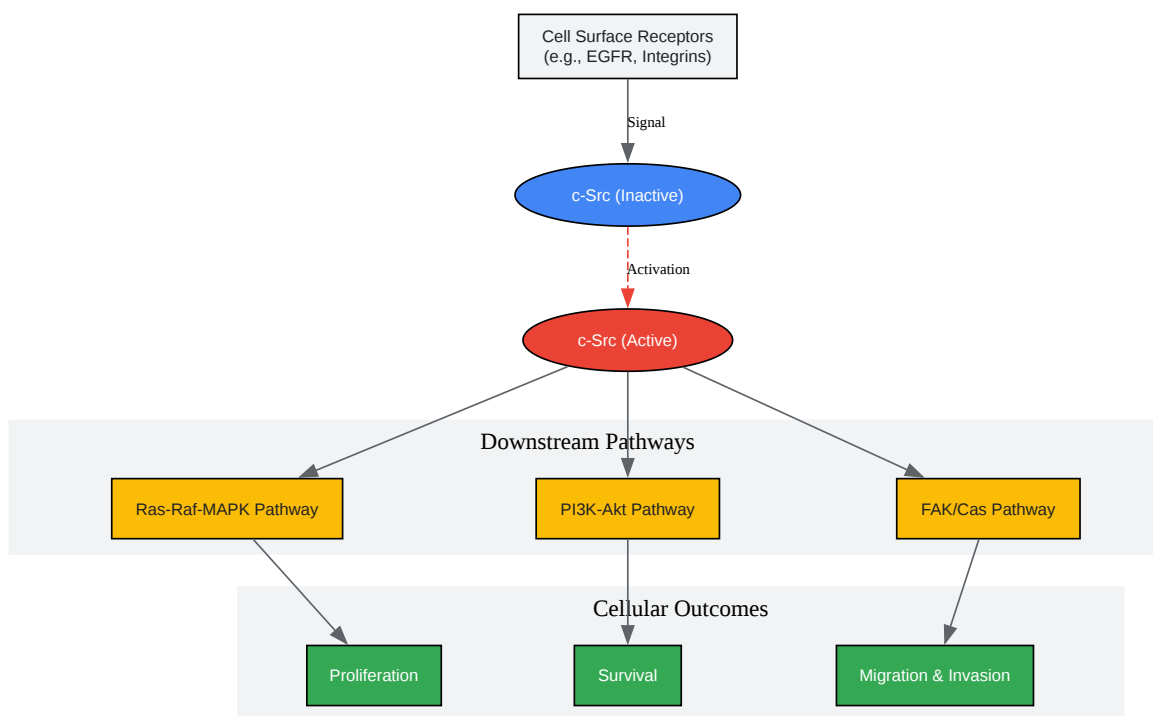 Cell Surface Receptors
(e.g., EGFR, Integrins)
Signal
c-Src (Inactive)
Activation
c-Src (Active)
Downstream Pathways
Ras-Raf-MAPK Pathway
PI3K-Akt Pathway
FAK/Cas Pathway
Cellular Outcomes
Proliferation
Survival
Migration & Invasion